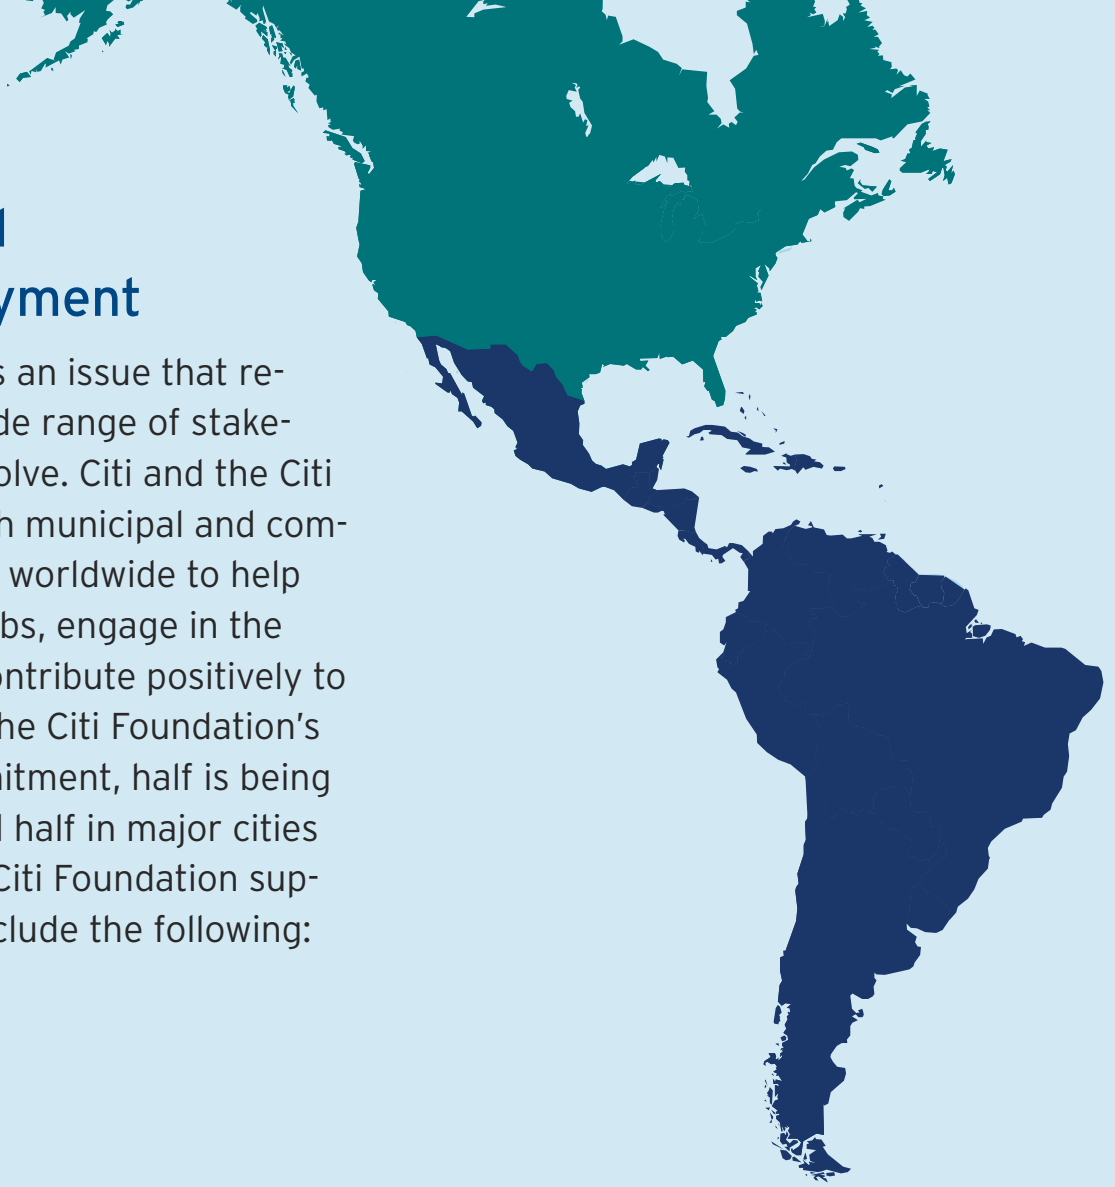 yment
s an issue that re-
de range of stake-
olve. Citi and the Citi
h municipal and com-
worldwide to help
bs, engage in the
ontribute positively to
he Citi Foundation's
itment, half is being
half in major cities
Citi Foundation sup-
clude the following: